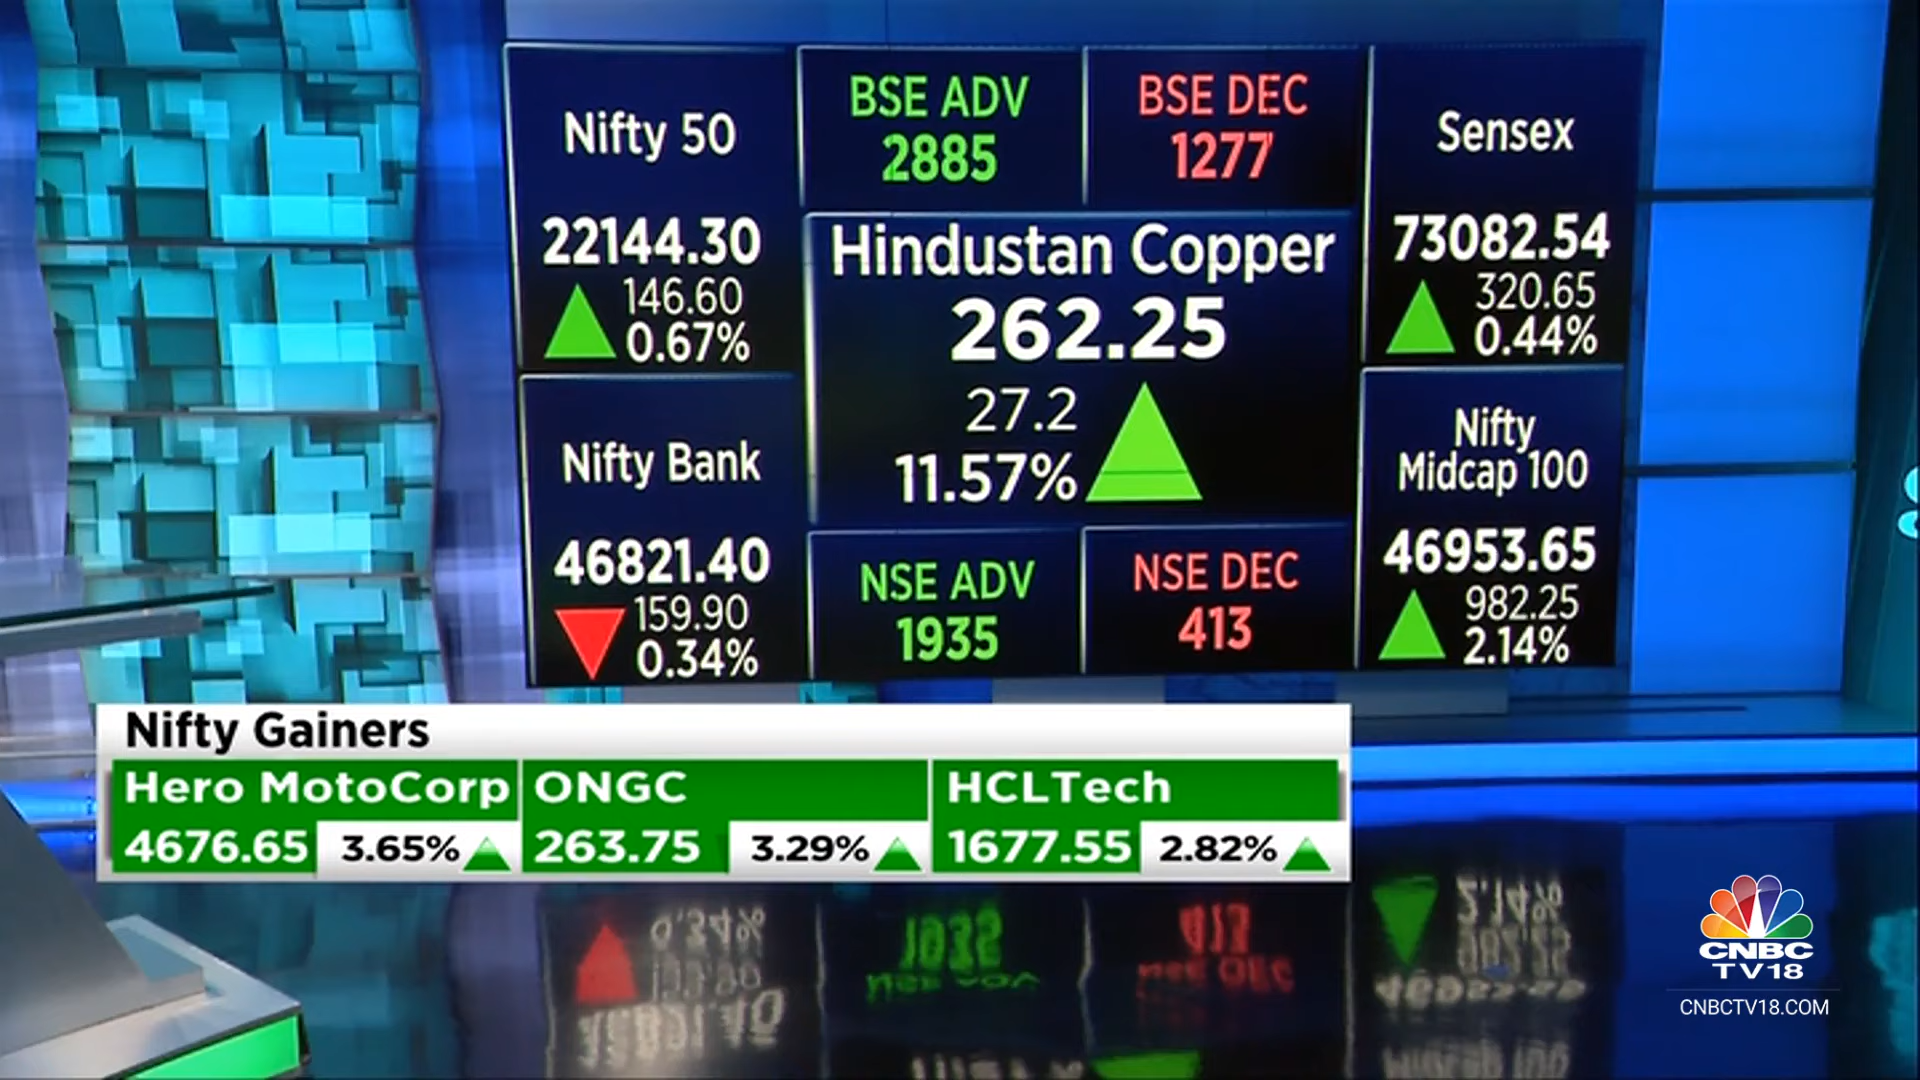 Nifty 50
22144.30
146.60
0.67%
BSE ADV
2885
BSE DEC
1277
Sensex
73082.54
320.65
0.44%
Hindustan Copper
262.25
27.2
11.57%
Nifty Bank
46821.40
159.90
0.34%
NSE ADV
1935
NSE DEC
413
Nifty
Midcap 100
46953.65
982.25
2.14%
Nifty Gainers
Hero MotoCorp
4676.65 3.65%
ONGC
263.75 3.29%
HCLTech
1677.55 2.82%
CNBC
TV18
CNBCTV18.COM